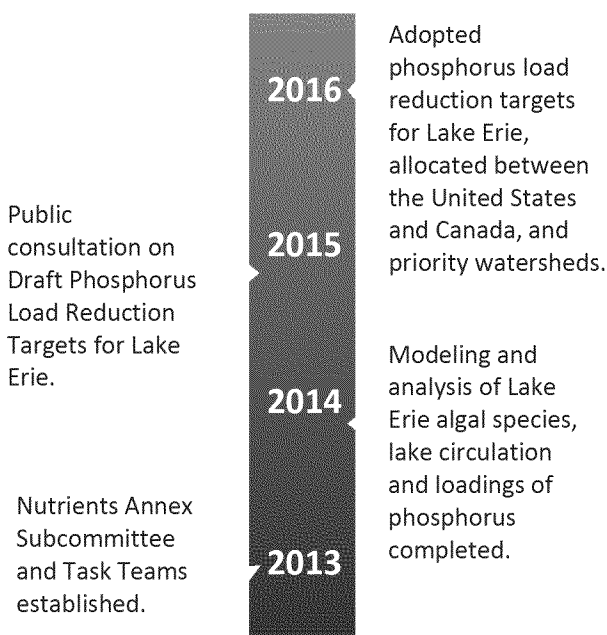 2016
Adopted
phosphorus load
reduction targets
for Lake Erie,
allocated between
the United States
and Canada, and
priority watersheds.
2015
Public
consultation on
Draft Phosphorus
Load Reduction
Targets for Lake
Erie.
2014
Modeling and
analysis of Lake
Erie algal species,
lake circulation
and loadings of
phosphorus
completed.
2013
Nutrients Annex
Subcommittee
and Task Teams
established.